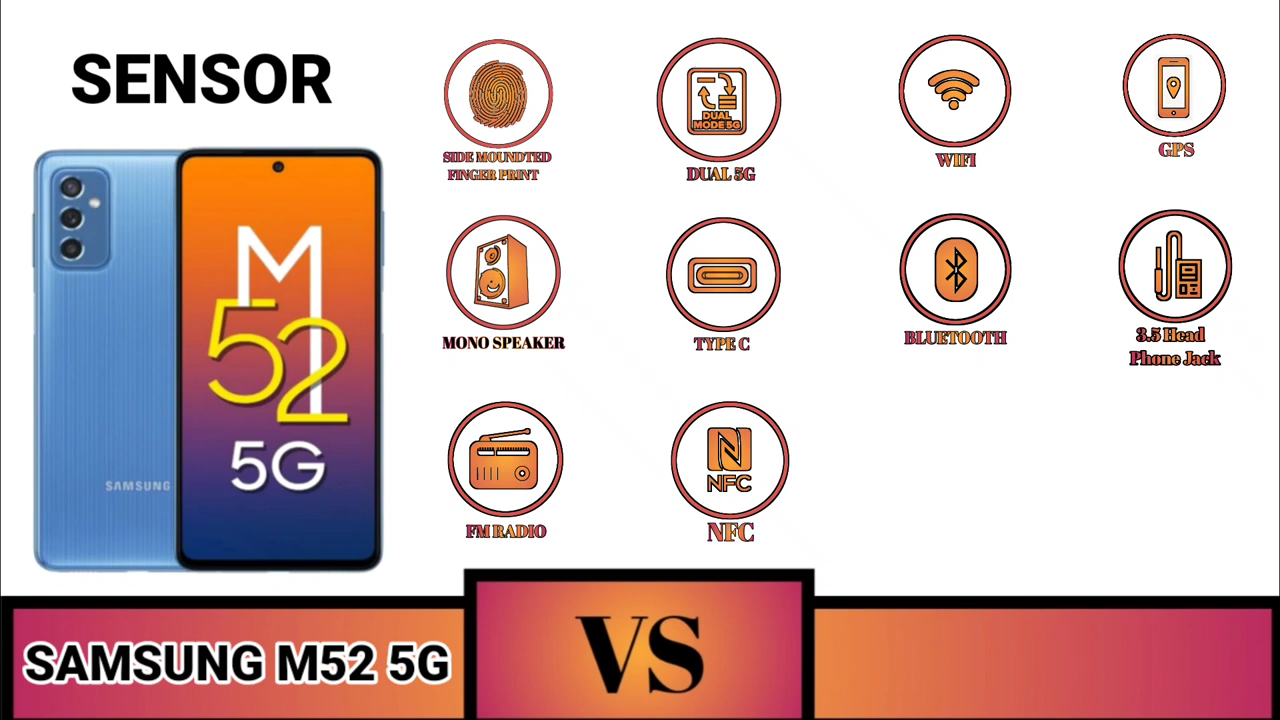 SENSOR
SIDE MOUNDTED
FINGER PRINT
DUAL
MODE 5G
DUAL 5G
WIFI
GPS
M
52
5G
SAMSUNG
MONO SPEAKER
TYPE C
BLUETOOTH
3.5 Head
Phone Jack
FM RADIO
NFC
NFC
SAMSUNG M52 5G
VS